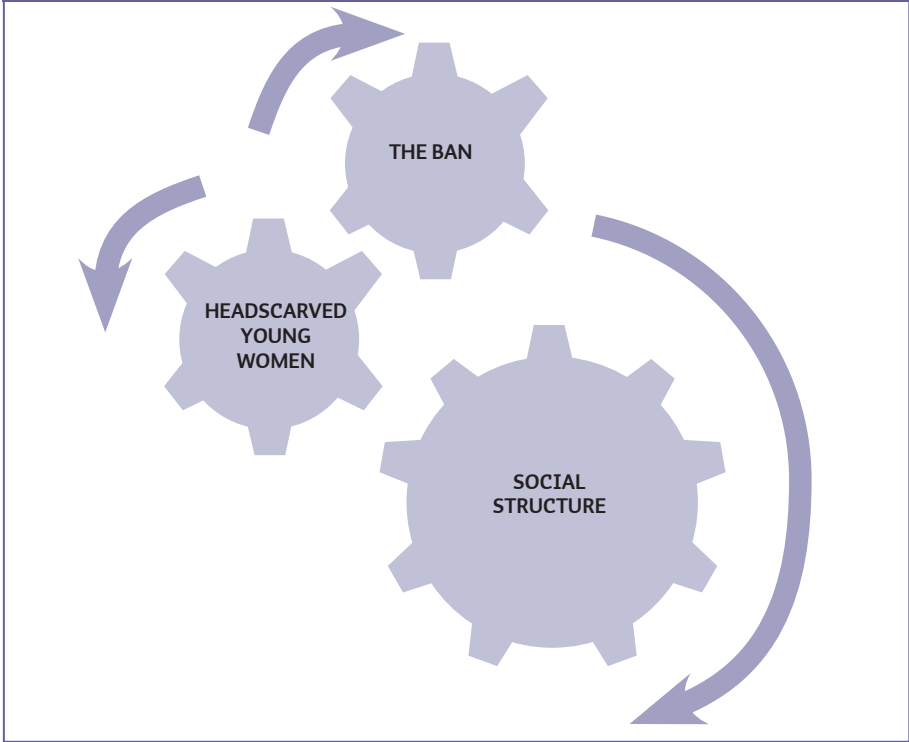 THE BAN
HEADSCARVED
YOUNG
WOMEN
SOCIAL
STRUCTURE